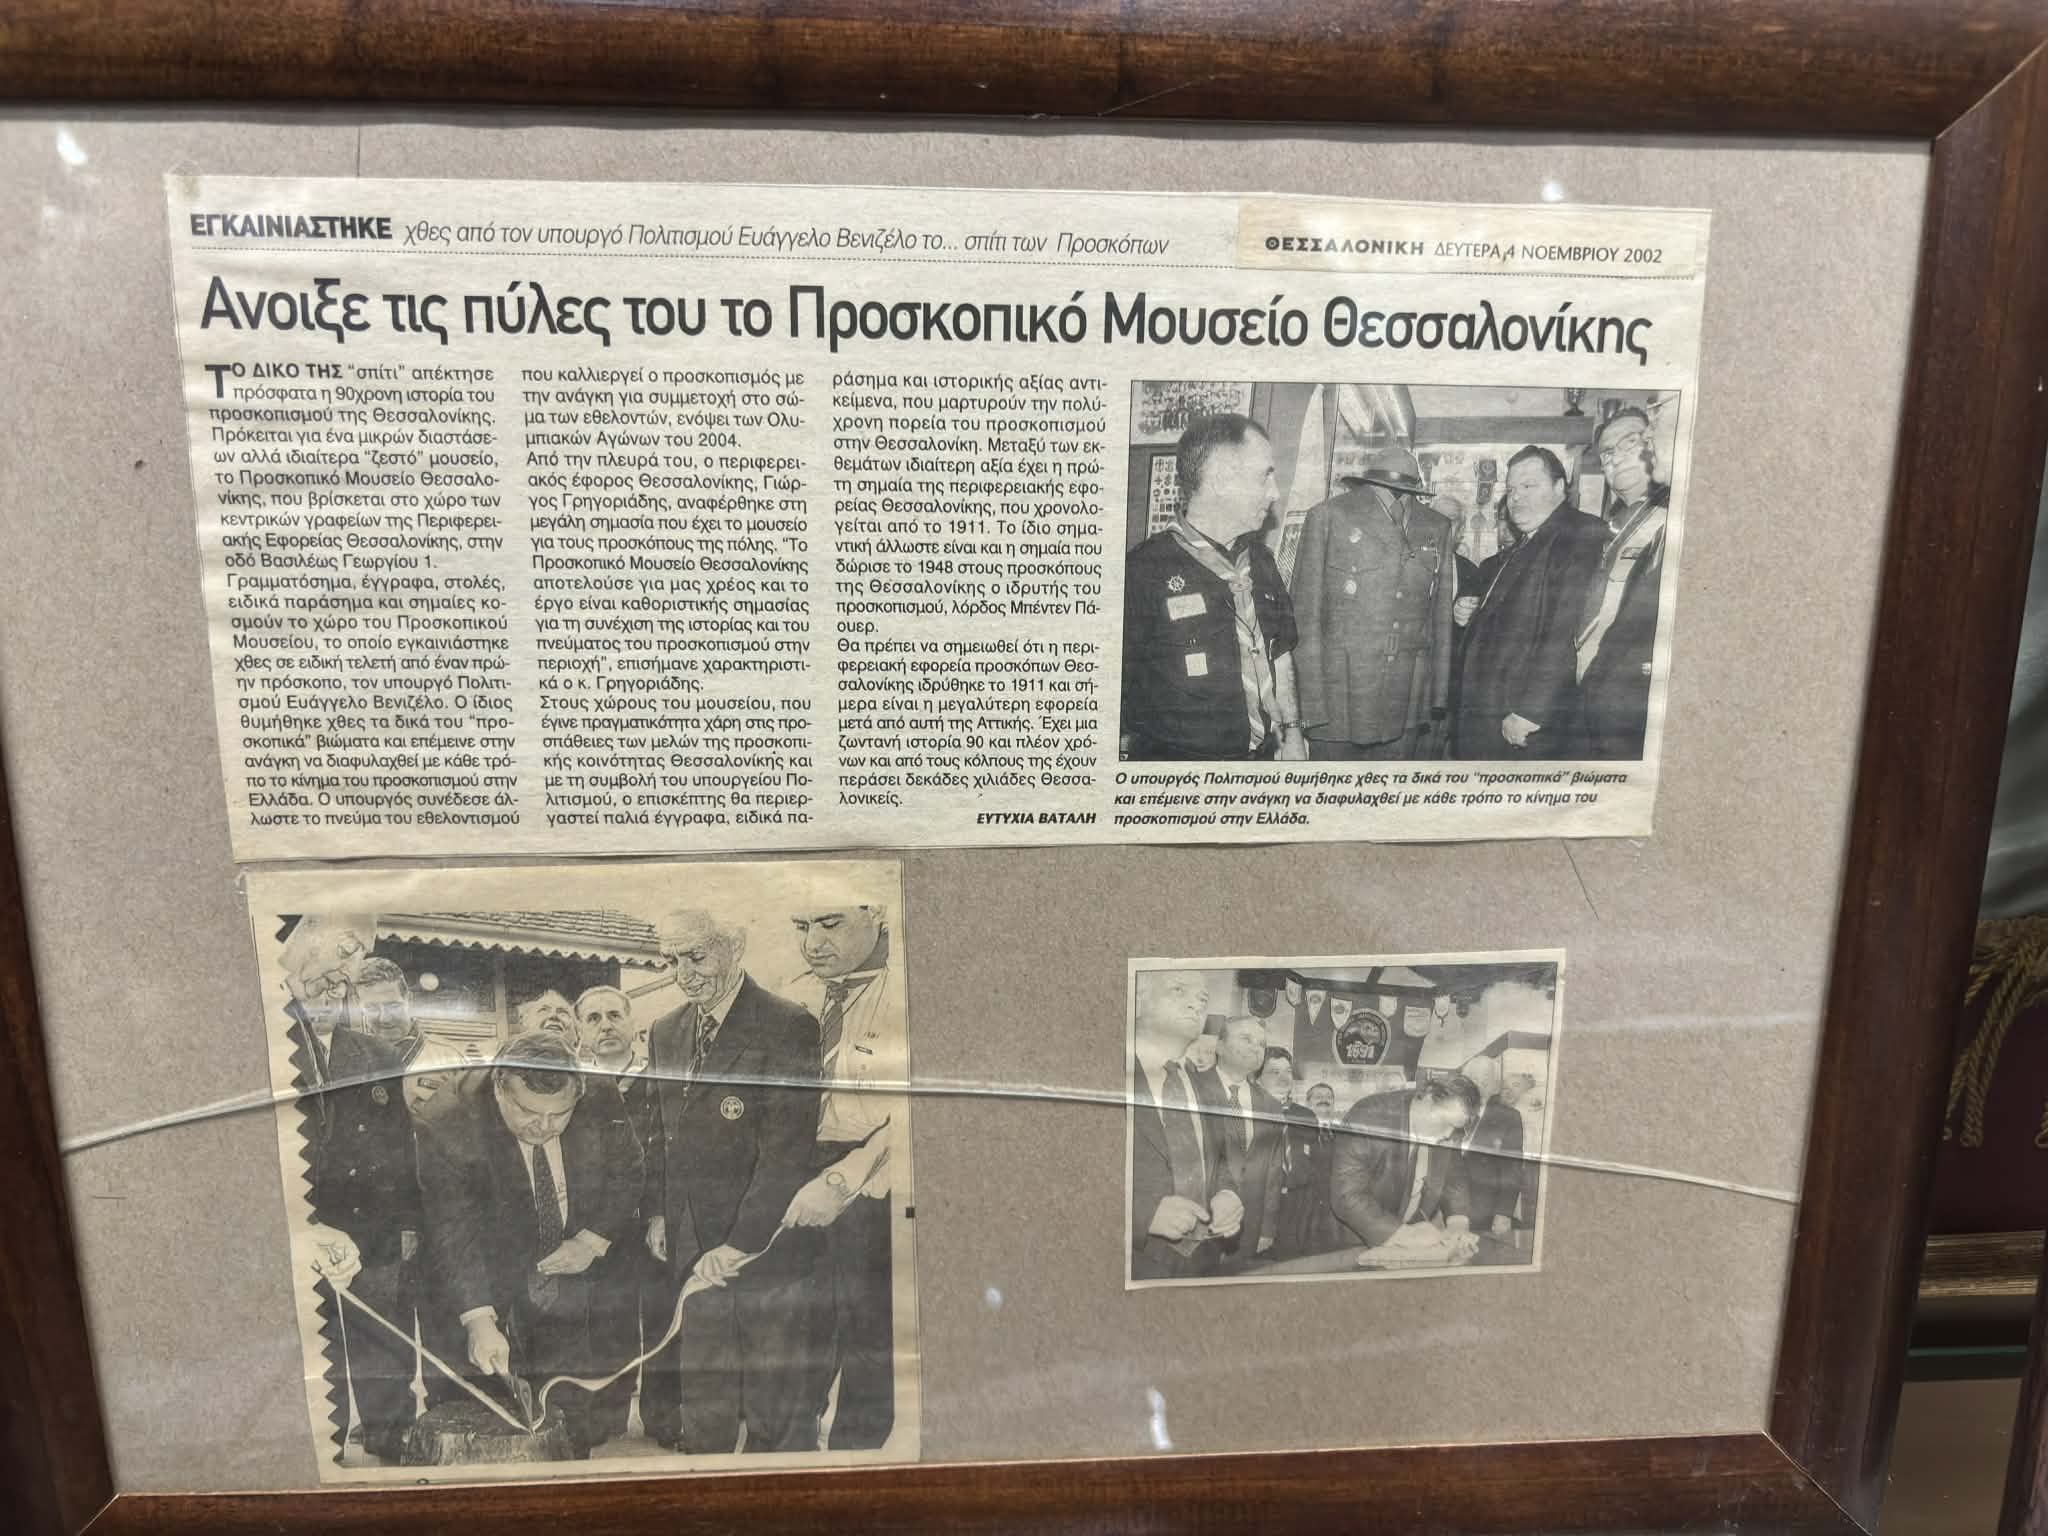 ΕΓΚΑΙΝΙΑΣΤΗΚΕ χθες από τον υπουργό Πολιτισμού Ευάγγελο Βενιζέλο το... σπίτι των Προσκόπων
ΘΕΣΣΑΛΟΝΙΚΗ ΔΕΥΤΕΡΑ 4 ΝΟΕΜΒΡΙΟΥ 2002
Άνοιξε τις πύλες του το Προσκοπικό Μουσείο Θεσσαλονίκης
ΤΟ ΔΙΚΟ ΤΗΣ "σπίτι" απέκτησε
πρόσφατα η 90χρονη ιστορία του
προσκοπισμού της Θεσσαλονίκης.
Πρόκειται για ένα μικρών διαστάσε-
ων αλλά ιδιαίτερα "ζεστό" μουσείο,
το Προσκοπικό Μουσείο Θεσσαλο-
νίκης, που βρίσκεται στο χώρο των
κεντρικών γραφείων της Περιφερει-
ακής Εφορείας Θεσσαλονίκης, στην
οδό Βασιλέως Γεωργίου 1.
Γραμματόσημα, έγγραφα, στολές,
ειδικά παράσημα και σημαίες κο-
σμούν το χώρο του Προσκοπικού
Μουσείου, το οποίο εγκαινιάστηκε
χθες σε ειδική τελετή από έναν πρώ-
ην πρόσκοπο, τον υπουργό Πολιτι-
σμού Ευάγγελο Βενιζέλο. Ο ίδιος
θυμήθηκε χθες τα δικά του "προ-
σκοπικά" βιώματα και επέμεινε στην
ανάγκη να διαφυλαχθεί με κάθε τρό-
πο το κίνημα του προσκοπισμού στην
Ελλάδα. Ο υπουργός συνέδεσε άλ-
λωστε το πνεύμα του εθελοντισμού
που καλλιεργεί ο προσκοπισμός με
την ανάγκη για συμμετοχή στο σώ-
μα των εθελοντών, ενόψει των Ολυ-
μπιακών Αγώνων του 2004.
Από την πλευρά του, ο περιφερει-
ακός έφορος Θεσσαλονίκης, Γιώρ-
γος Γρηγοριάδης, αναφέρθηκε στη
μεγάλη σημασία που έχει το μουσείο
για τους προσκόπους της πόλης. "Το
Προσκοπικό Μουσείο Θεσσαλονίκης
αποτελούσε για μας χρέος και το
έργο είναι καθοριστικής σημασίας
για τη συνέχιση της ιστορίας και του
πνεύματος του προσκοπισμού στην
περιοχή", επισήμανε χαρακτηριστι-
κά ο κ. Γρηγοριάδης.
Στους χώρους του μουσείου, που
έγινε πραγματικότητα χάρη στις προ-
σπάθειες των μελών της προσκοπι-
κής κοινότητας Θεσσαλονίκης και
με τη συμβολή του υπουργείου Πο-
λιτισμού, ο επισκέπτης θα περιερ-
γαστεί παλιά έγγραφα, ειδικά πα-
ράσημα και ιστορικής αξίας αντι-
κείμενα, που μαρτυρούν την πολύ-
χρονη πορεία του προσκοπισμού
στην Θεσσαλονίκη. Μεταξύ των εκ-
θεμάτων ιδιαίτερη αξία έχει η πρώ-
τη σημαία της περιφερειακής εφο-
ρείας Θεσσαλονίκης, που χρονολο-
γείται από το 1911. Το ίδιο σημα-
ντική άλλωστε είναι και η σημαία που
δώρισε το 1948 στους προσκόπους
της Θεσσαλονίκης ο ιδρυτής του
προσκοπισμού, λόρδος Μπέντεν Πά-
ουερ.
Θα πρέπει να σημειωθεί ότι η περι-
φερειακή εφορεία προσκόπων Θεσ-
σαλονίκης ιδρύθηκε το 1911 και σή-
μερα είναι η μεγαλύτερη εφορεία
μετά από αυτή της Αττικής. Έχει μια
ζωντανή ιστορία 90 και πλέον χρό-
νων και από τους κόλπους της έχουν
περάσει δεκάδες χιλιάδες Θεσσα-
λονικείς.
ΕΥΤΥΧΙΑ ΒΑΤΑΛΗ
Ο υπουργός Πολιτισμού θυμήθηκε χθες τα δικά του "προσκοπικά" βιώματα
και επέμεινε στην ανάγκη να διαφυλαχθεί με κάθε τρόπο το κίνημα του
προσκοπισμού στην Ελλάδα.